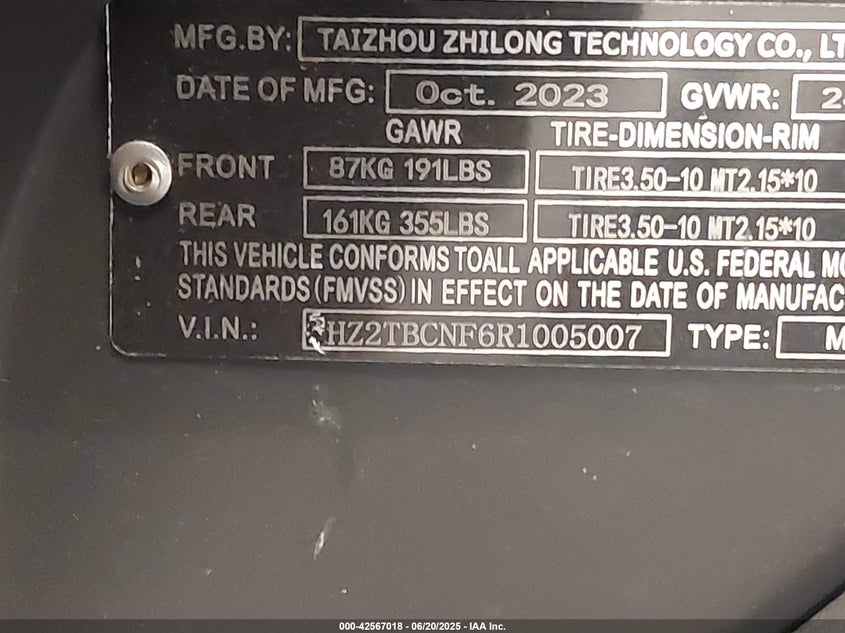 MFG.BY: TAIZHOU ZHILONG TECHNOLOGY CO., LT
DATE OF MFG: Oct. 2023 GVWR: 2
GAWR TIRE-DIMENSION-RIM
FRONT 87KG 191LBS TIRE3.50-10 MT2.15*10
REAR 161KG 355LBS TIRE3.50-10 MT2.15*10
THIS VEHICLE CONFORMS TOALL APPLICABLE U.S. FEDERAL MO
STANDARDS(FMVSS)IN EFFECT ON THE DATE OF MANUFAC
V.I.N.: HZ2TBCNF6R1005007 TYPE: M
000-42567018 - 06/20/2025 - IAA Inc.